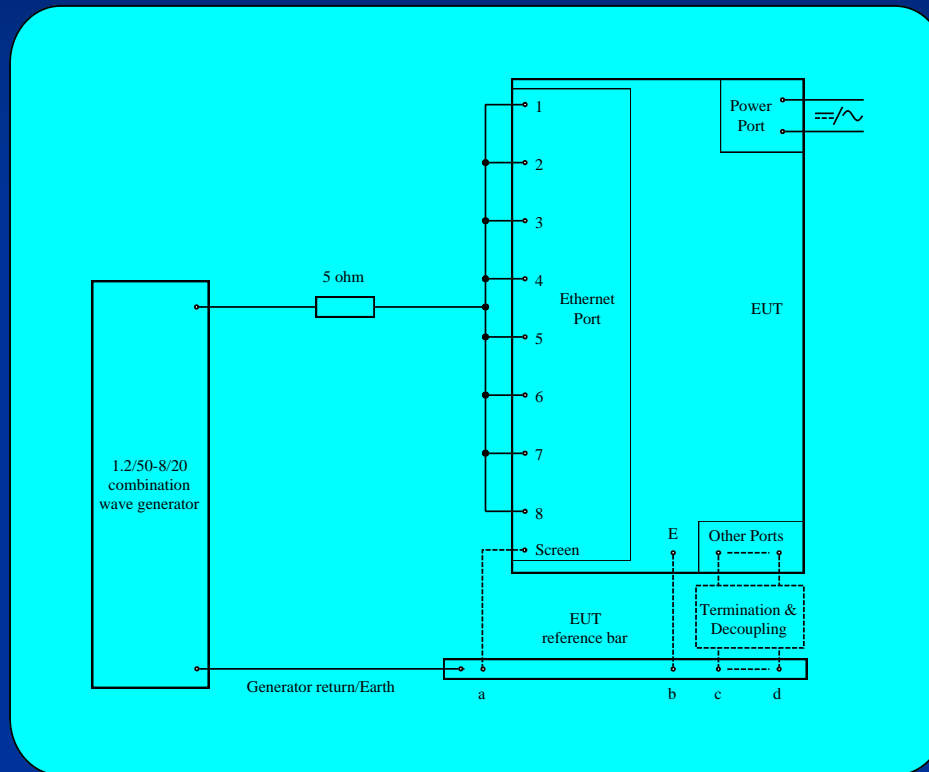 1
Power
Port
2
3
5 ohm
4
Ethernet
Port
EUT
5
6
7
1.2/50-8/20
combination
wave generator
8
E
Other Ports
Screen
Termination &
Decoupling
EUT
reference bar
Generator return/Earth
a
b
c
d